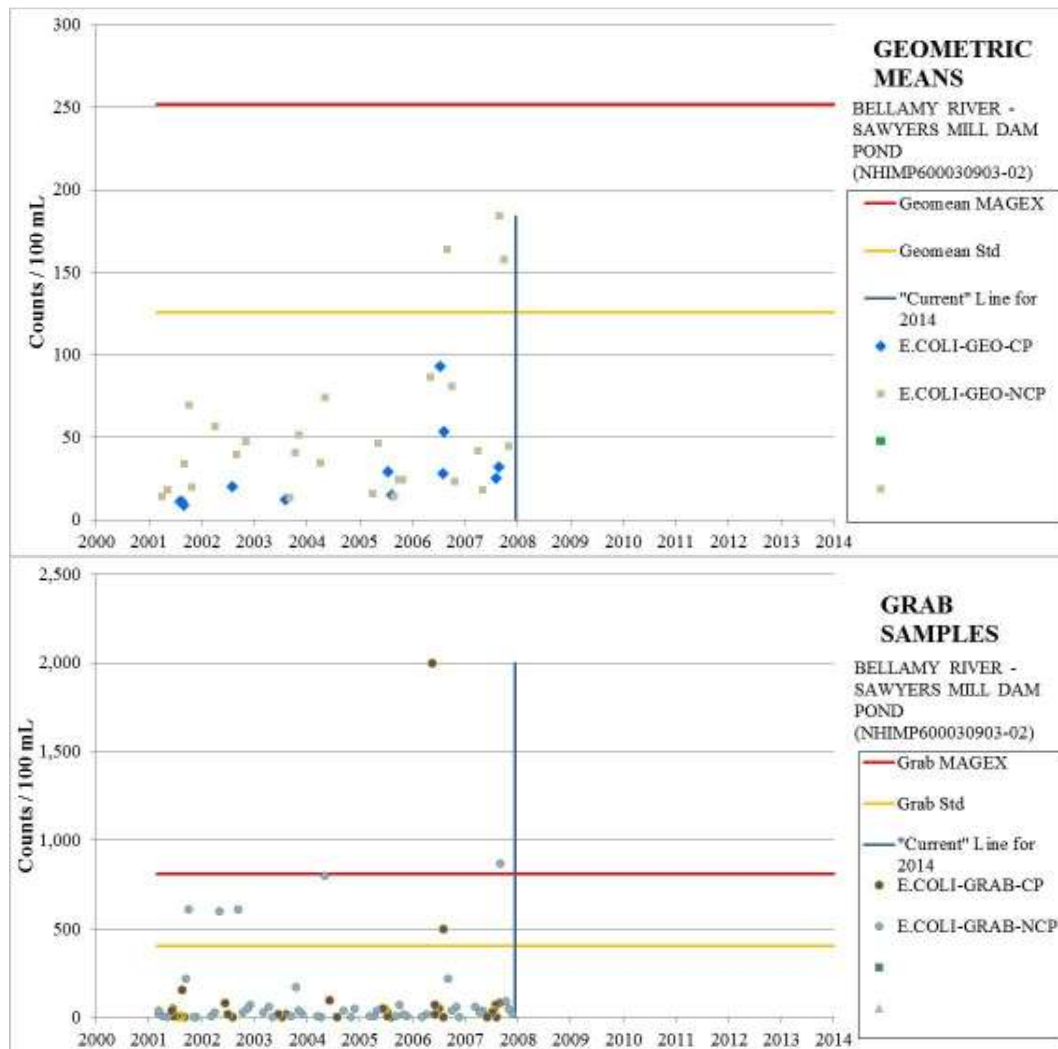 300
250
200
150
100
50
0
Counts / 100 mL
2000 2001 2002 2003 2004 2005 2006 2007 2008 2009 2010 2011 2012 2013 2014
GEOMETRIC
MEANS
BELLAMY RIVER -
SAWYERS MILL DAM
POND
(NHIMP600030903-02)
Geomean MAGEX
Geomean Std
"Current" Line for
2014
E.COLI-GEO-CP
E.COLI-GEO-NCP
2,500
2,000
1,500
1,000
500
0
Counts / 100 mL
2000 2001 2002 2003 2004 2005 2006 2007 2008 2009 2010 2011 2012 2013 2014
GRAB
SAMPLES
BELLAMY RIVER -
SAWYERS MILL DAM
POND
(NHIMP600030903-02)
Grab MAGEX
Grab Std
"Current" Line for
2014
E.COLI-GRAB-CP
E.COLI-GRAB-NCP